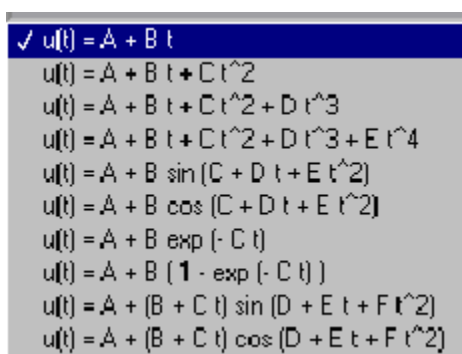 ✓ u(t) = A + B t
u(t) = A + B t + C t^2
u(t) = A + B t + C t^2 + D t^3
u(t) = A + B t + C t^2 + D t^3 + E t^4
u(t) = A + B sin (C + D t + E t^2)
u(t) = A + B cos (C + D t + E t^2)
u(t) = A + B exp (- C t)
u(t) = A + B ( 1 - exp (- C t) )
u(t) = A + (B + C t) sin (D + E t + F t^2)
u(t) = A + (B + C t) cos (D + E t + F t^2)